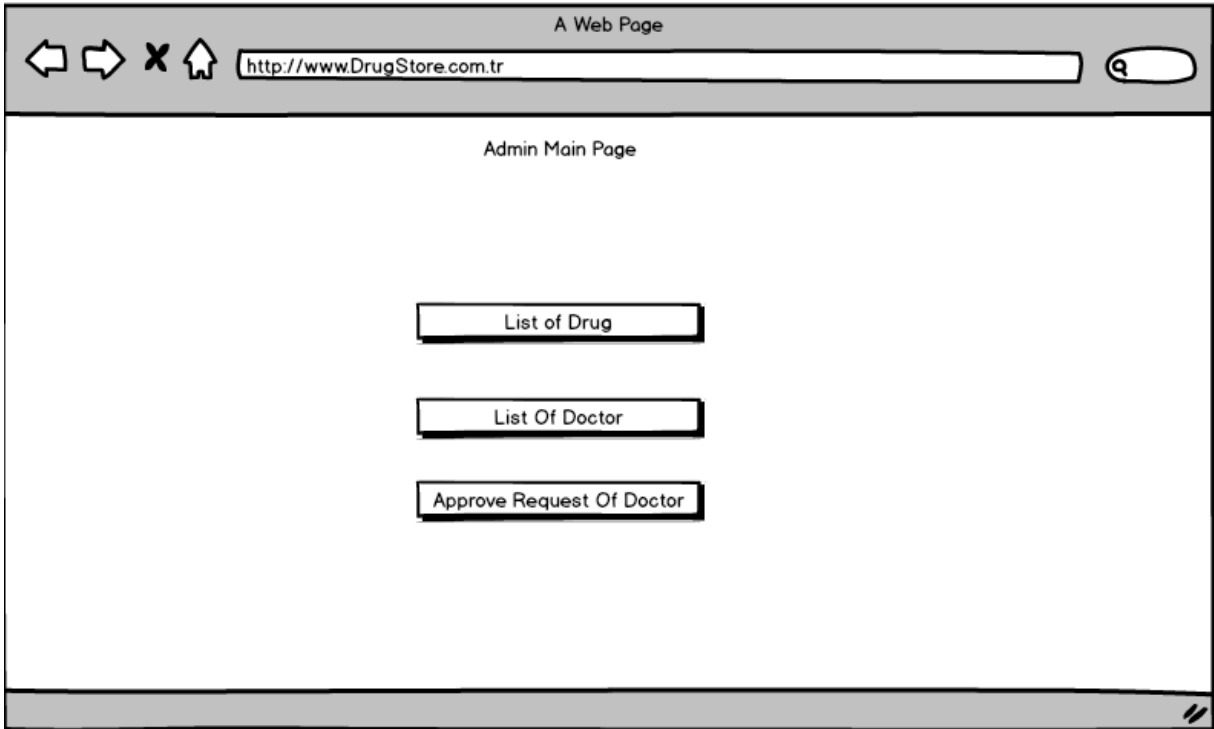 A Web Page
http://www.DrugStore.com.tr
Admin Main Page
List of Drug
List Of Doctor
Approve Request Of Doctor